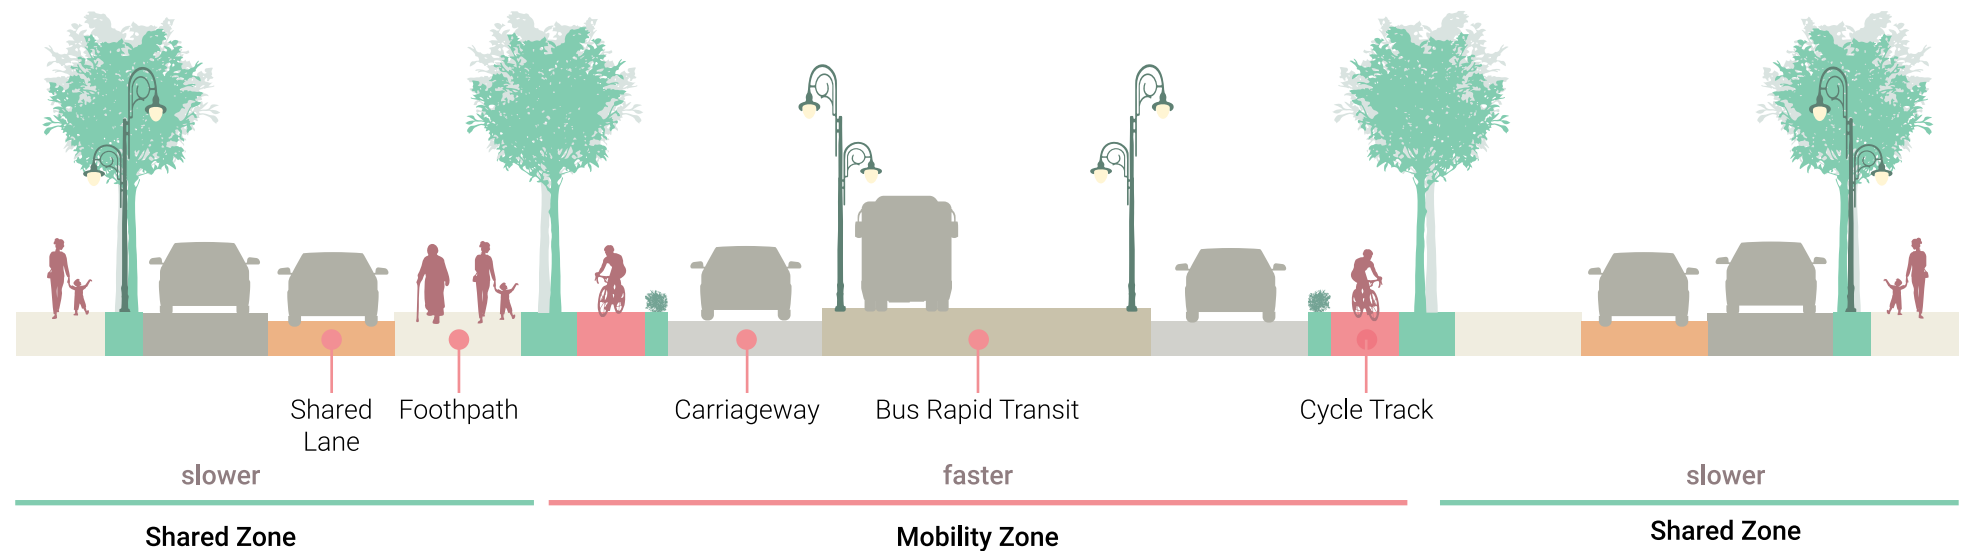 Shared
Lane
Foothpath
Carriageway
Bus Rapid Transit
Cycle Track
slower
faster
slower
Shared Zone
Mobility Zone
Shared Zone